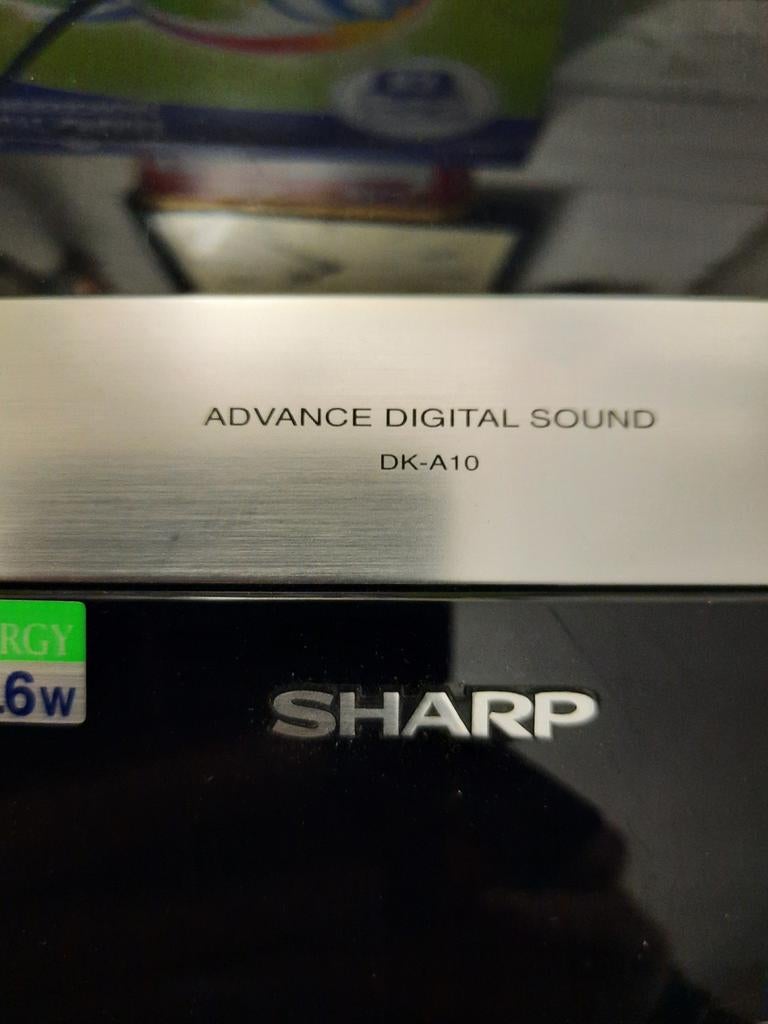 ADVANCE DIGITAL SOUND
DK-A10
RGY
.6W
SHARP